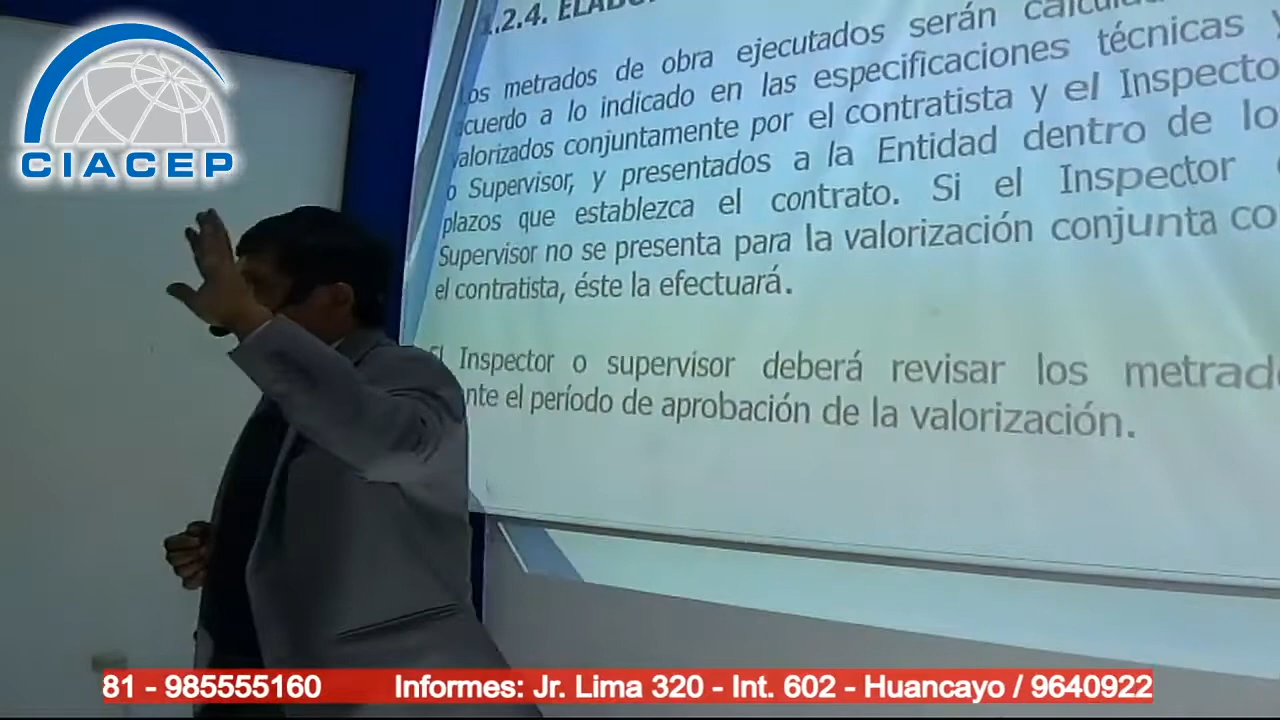 CIACEP
1.2.4.
os metrados de obra ejecutados serán
cuerdo a lo indicado en las especificaciones técnicas y
valorizados conjuntamente por el contratista y el Inspecto
o Supervisor, y presentados a la Entidad dentro de lo
plazos que establezca el contrato. Si el Inspector
Supervisor no se presenta para la valorización conjunta co
el contratista, éste la efectuará.
El Inspector o supervisor deberá revisar los metrad
nte el período de aprobación de la valorización.
81 - 985555160 Informes: Jr. Lima 320 - Int. 602 - Huancayo / 9640922